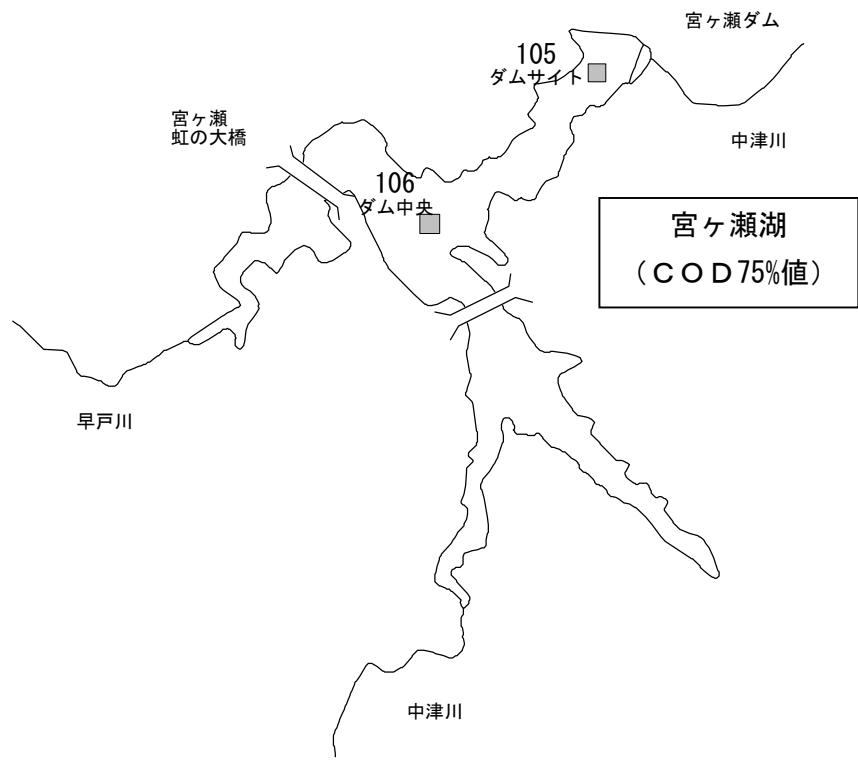 宮ヶ瀬ダム
105
ダムサイト
宮ヶ瀬
虹の大橋
中津川
106
ダム中央
宮ヶ瀬湖
（ＣＯＤ75%値）
早戸川
中津川